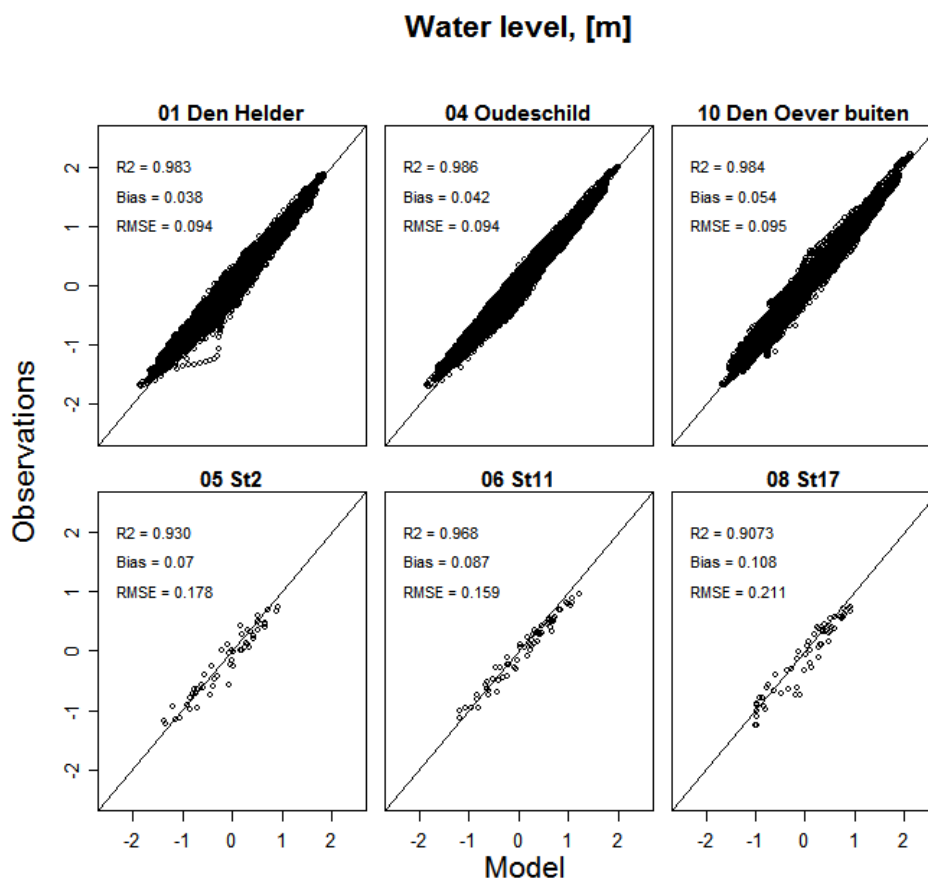 Water level, [m]
01 Den Helder
04 Oudeschild
10 Den Oever buiten
R2 = 0.983
Bias = 0.038
RMSE = 0.094
R2 = 0.986
Bias = 0.042
RMSE = 0.094
R2 = 0.984
Bias = 0.054
RMSE = 0.095
2
1
0
-1
-2
Observations
05 St2
06 St11
08 St17
R2 = 0.930
Bias = 0.07
RMSE = 0.178
R2 = 0.968
Bias = 0.087
RMSE = 0.159
R2 = 0.9073
Bias = 0.108
RMSE = 0.211
2
1
0
-1
-2
-2 -1 0 1 2
-2 -1 0 1 2
-2 -1 0 1 2
Model